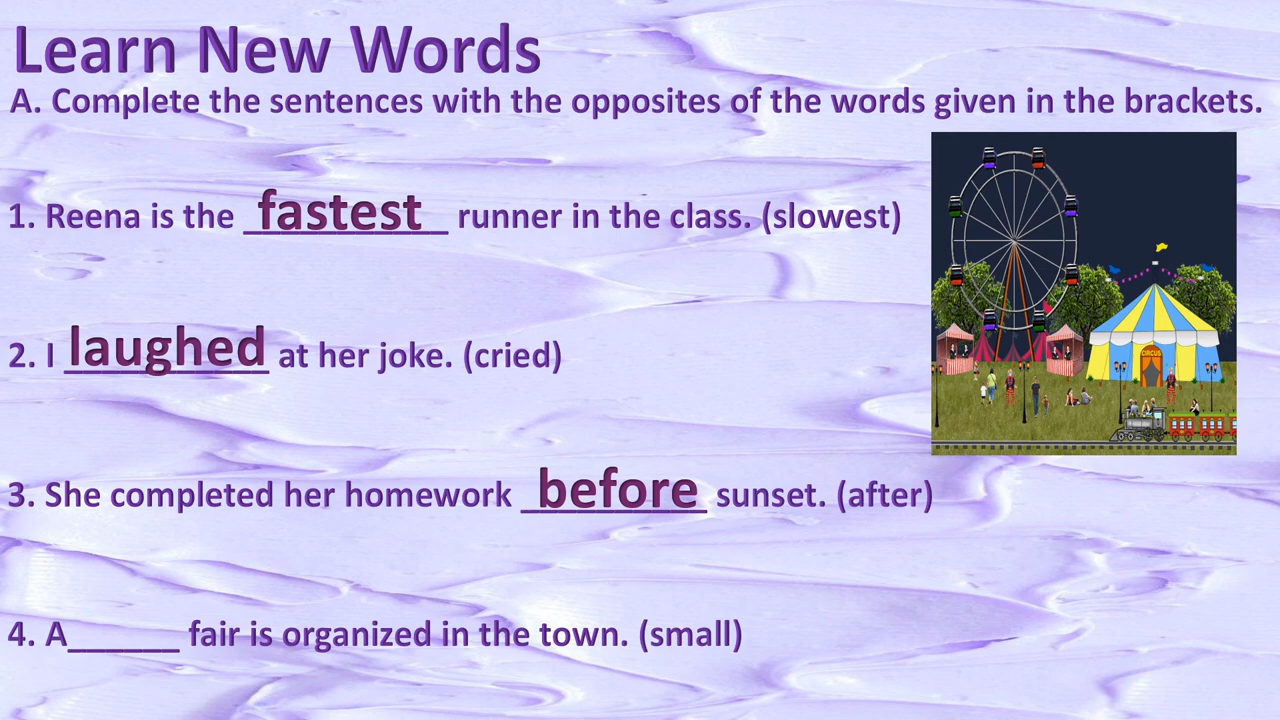 Learn New Words
A. Complete the sentences with the opposites of the words given in the brackets.
1. Reena is the fastest runner in the class. (slowest)
2. I laughed at her joke. (cried)
3. She completed her homework before sunset. (after)
4. A______ fair is organized in the town. (small)
CIRCUS